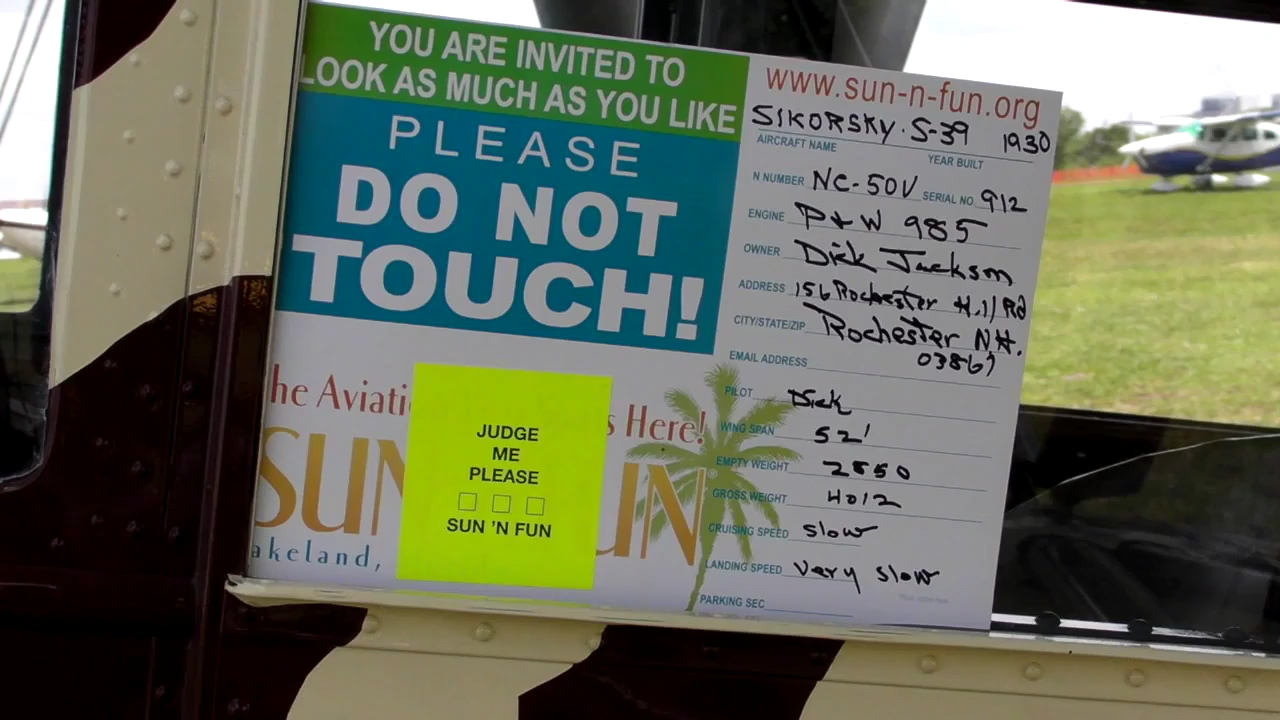 YOU ARE INVITED TO
LOOK AS MUCH AS YOU LIKE
PLEASE
DO NOT
TOUCH!
he Aviati s Here!
SUN UN
akeland,
JUDGE
ME
PLEASE
SUN 'N FUN
www.sun-n-fun.org
SIKORSKY S-39 1930
AIRCRAFT NAME YEAR BUILT
N NUMBER NC-50V SERIAL NO. 912
ENGINE P+W 985
OWNER Dick Jackson
ADDRESS 156 Rochester Hill Rd
CITY/STATE/ZIP Rochester NH.
03867
EMAIL ADDRESS
PILOT Dick
WING SPAN 52'
EMPTY WEIGHT 2850
GROSS WEIGHT 4012
CRUISING SPEED slow
LANDING SPEED very slow
PARKING SEC